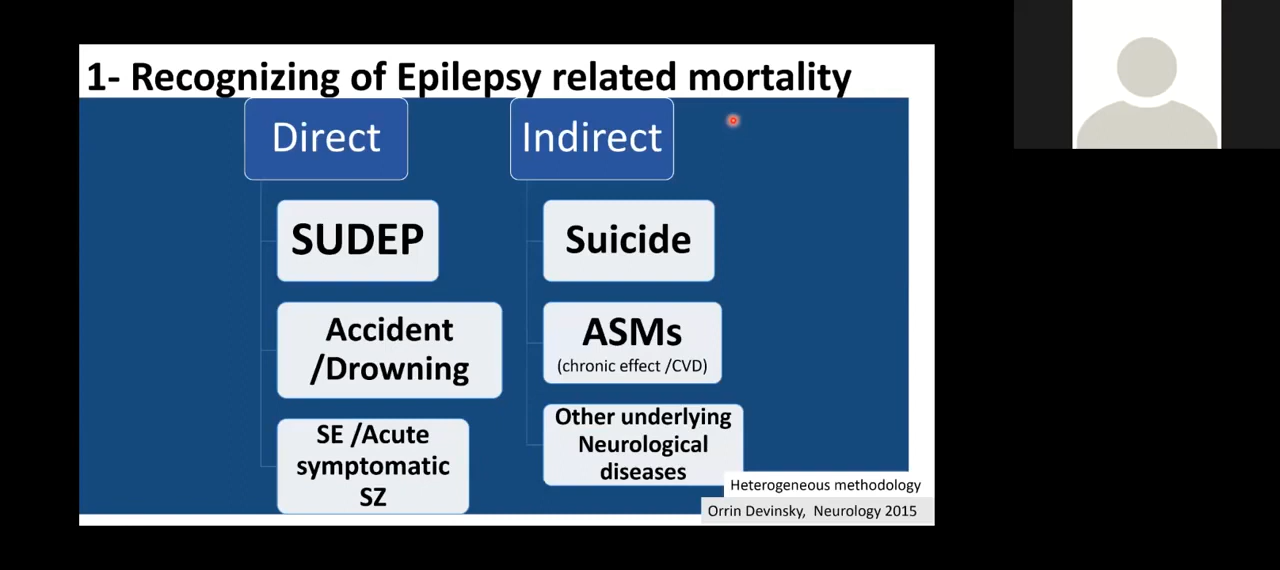 1- Recognizing of Epilepsy related mortality
Direct
SUDEP
Accident
/Drowning
SE /Acute
symptomatic
SZ
Indirect
Suicide
ASMs
(chronic effect /CVD)
Other underlying
Neurological
diseases
Heterogeneous methodology
Orrin Devinsky, Neurology 2015